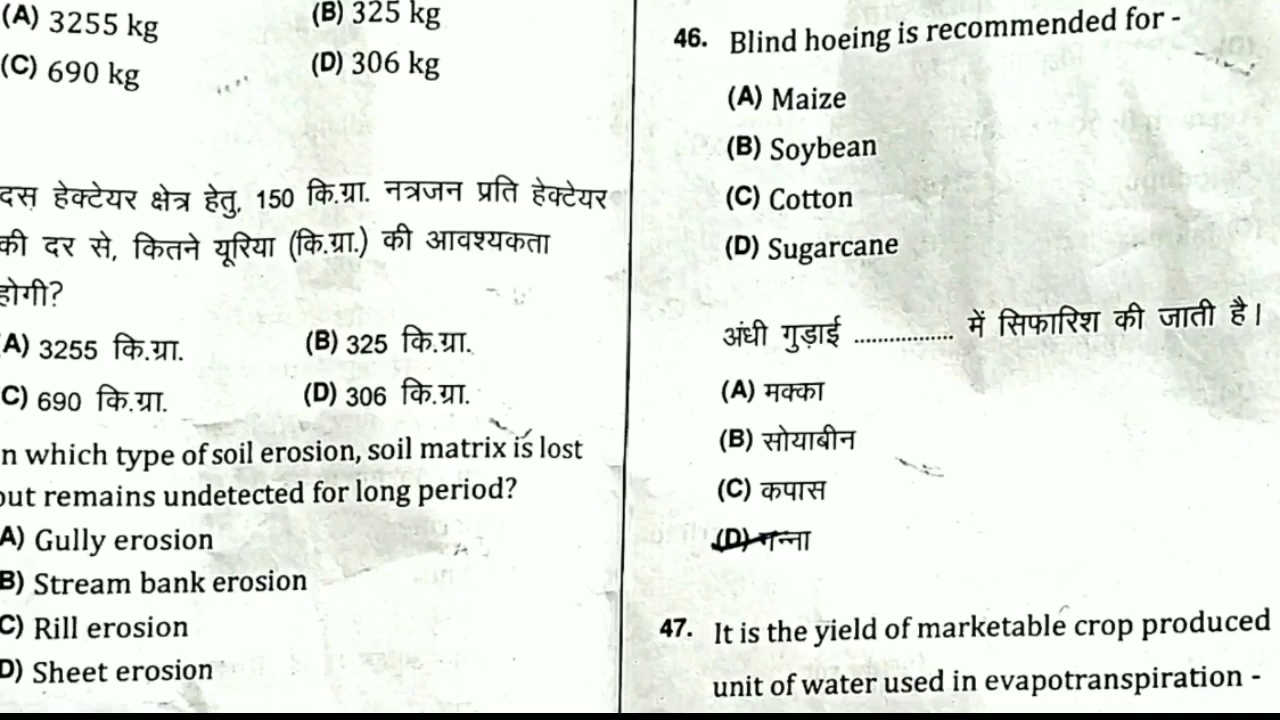 (A) 3255 kg
(B) 325 kg
(C) 690 kg
(D) 306 kg
दस हेक्टेयर क्षेत्र हेतु, 150 कि.ग्रा. नत्रजन प्रति हेक्टेयर
की दर से, कितने यूरिया (कि.ग्रा.) की आवश्यकता
होगी?
A) 3255 कि.ग्रा.
(B) 325 कि.ग्रा.
C) 690 कि.ग्रा.
(D) 306 कि.ग्रा.
n which type of soil erosion, soil matrix is lost
out remains undetected for long period?
A) Gully erosion
B) Stream bank erosion
C) Rill erosion
D) Sheet erosion
46. Blind hoeing is recommended for -
(A) Maize
(B) Soybean
(C) Cotton
(D) Sugarcane
अंधी गुड़ाई ................. में सिफारिश की जाती है।
(A) मक्का
(B) सोयाबीन
(C) कपास
(D) गन्ना
47. It is the yield of marketable crop produced
unit of water used in evapotranspiration -